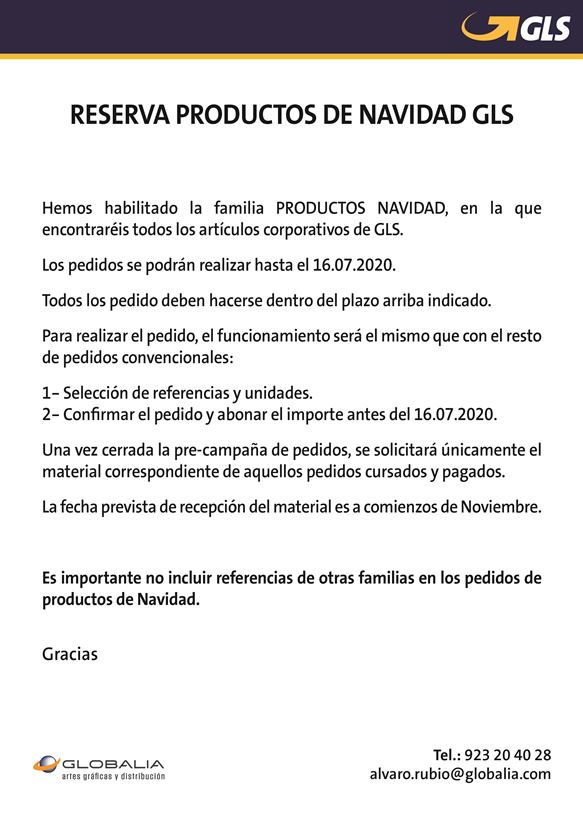 GLS
RESERVA PRODUCTOS DE NAVIDAD GLS
Hemos habilitado la familia PRODUCTOS NAVIDAD, en la que
encontraréis todos los artículos corporativos de GLS.
Los pedidos se podrán realizar hasta el 16.07.2020.
Todos los pedido deben hacerse dentro del plazo arriba indicado.
Para realizar el pedido, el funcionamiento será el mismo que con el resto
de pedidos convencionales:
1– Selección de referencias y unidades.
2– Confirmar el pedido y abonar el importe antes del 16.07.2020.
Una vez cerrada la pre-campaña de pedidos, se solicitará únicamente el
material correspondiente de aquellos pedidos cursados y pagados.
La fecha prevista de recepción del material es a comienzos de Noviembre.
Es importante no incluir referencias de otras familias en los pedidos de
productos de Navidad.
Gracias
GLOBALIA
artes gráficas y distribución
Tel.: 923 20 40 28
alvaro.rubio@globalia.com